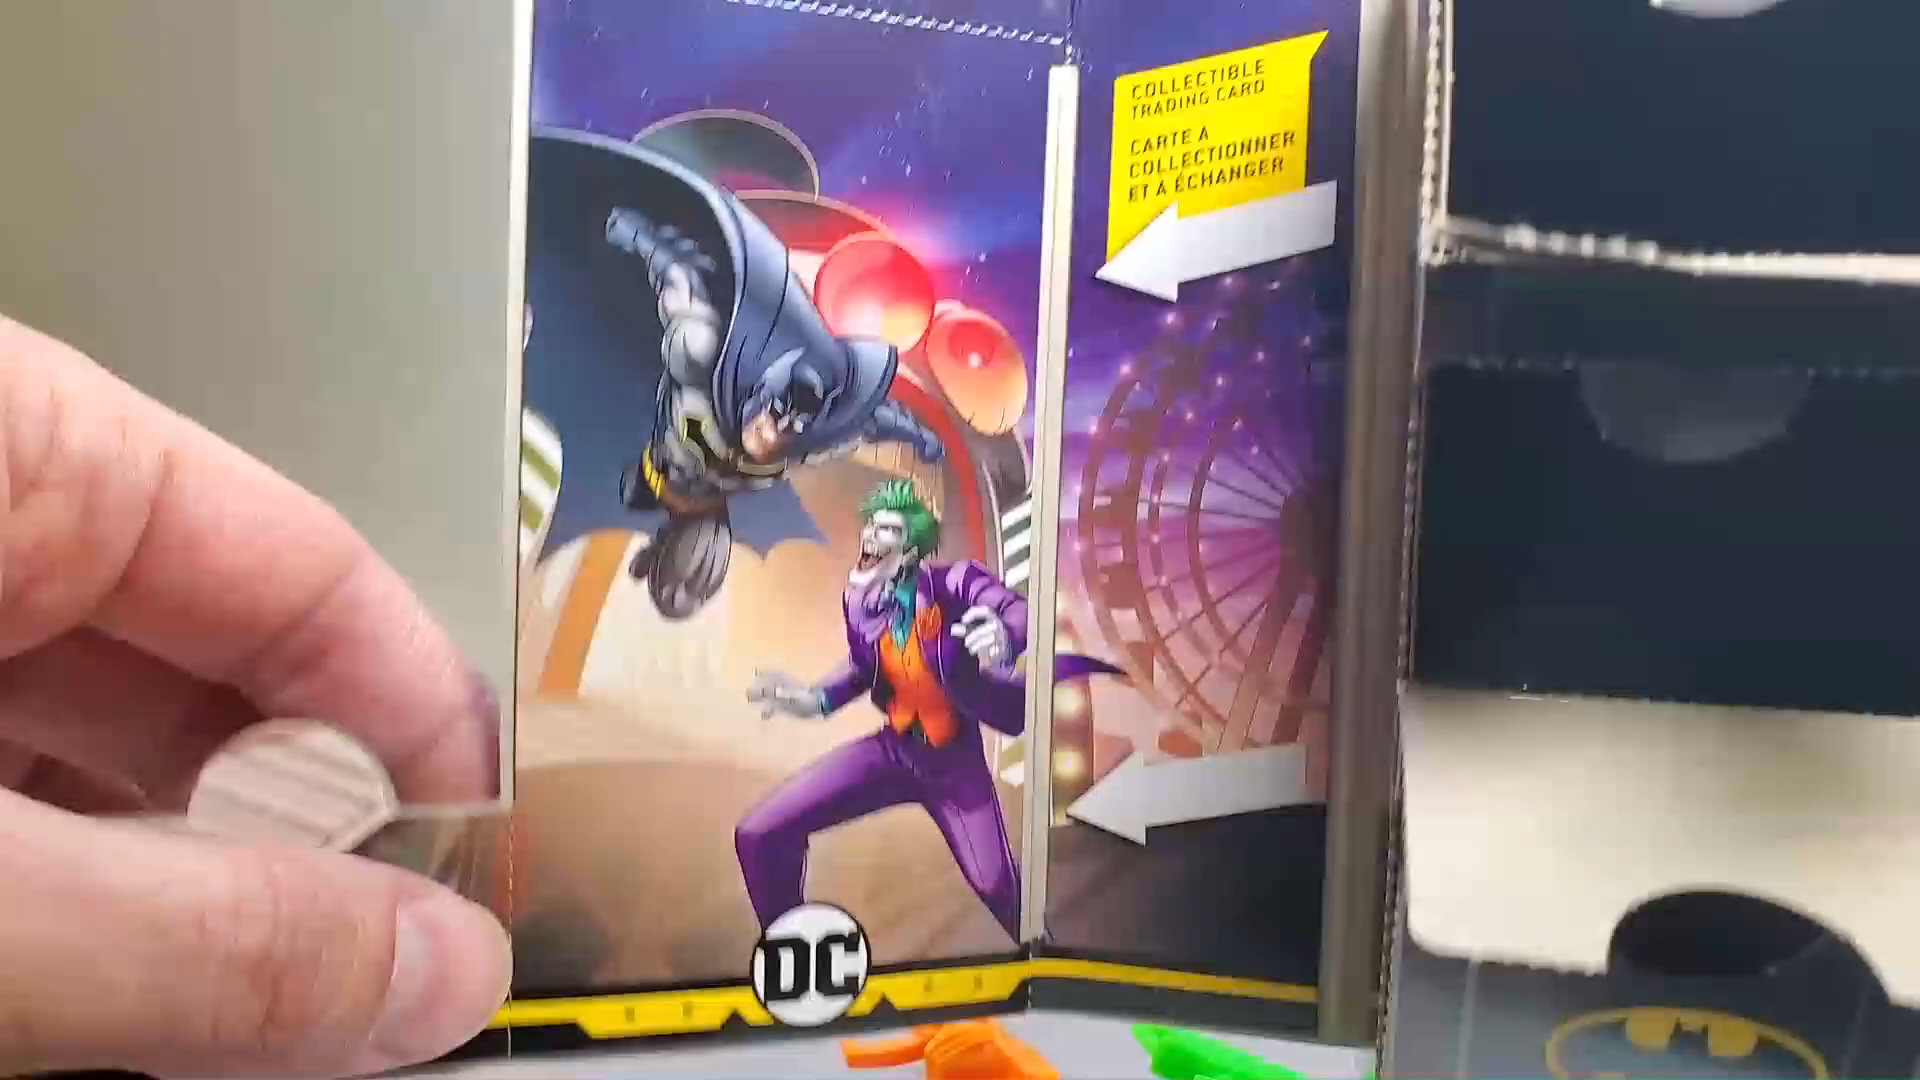 COLLECTIBLE
TRADING CARD
CARTE À
COLLECTIONNER
ET À ÉCHANGER
DC